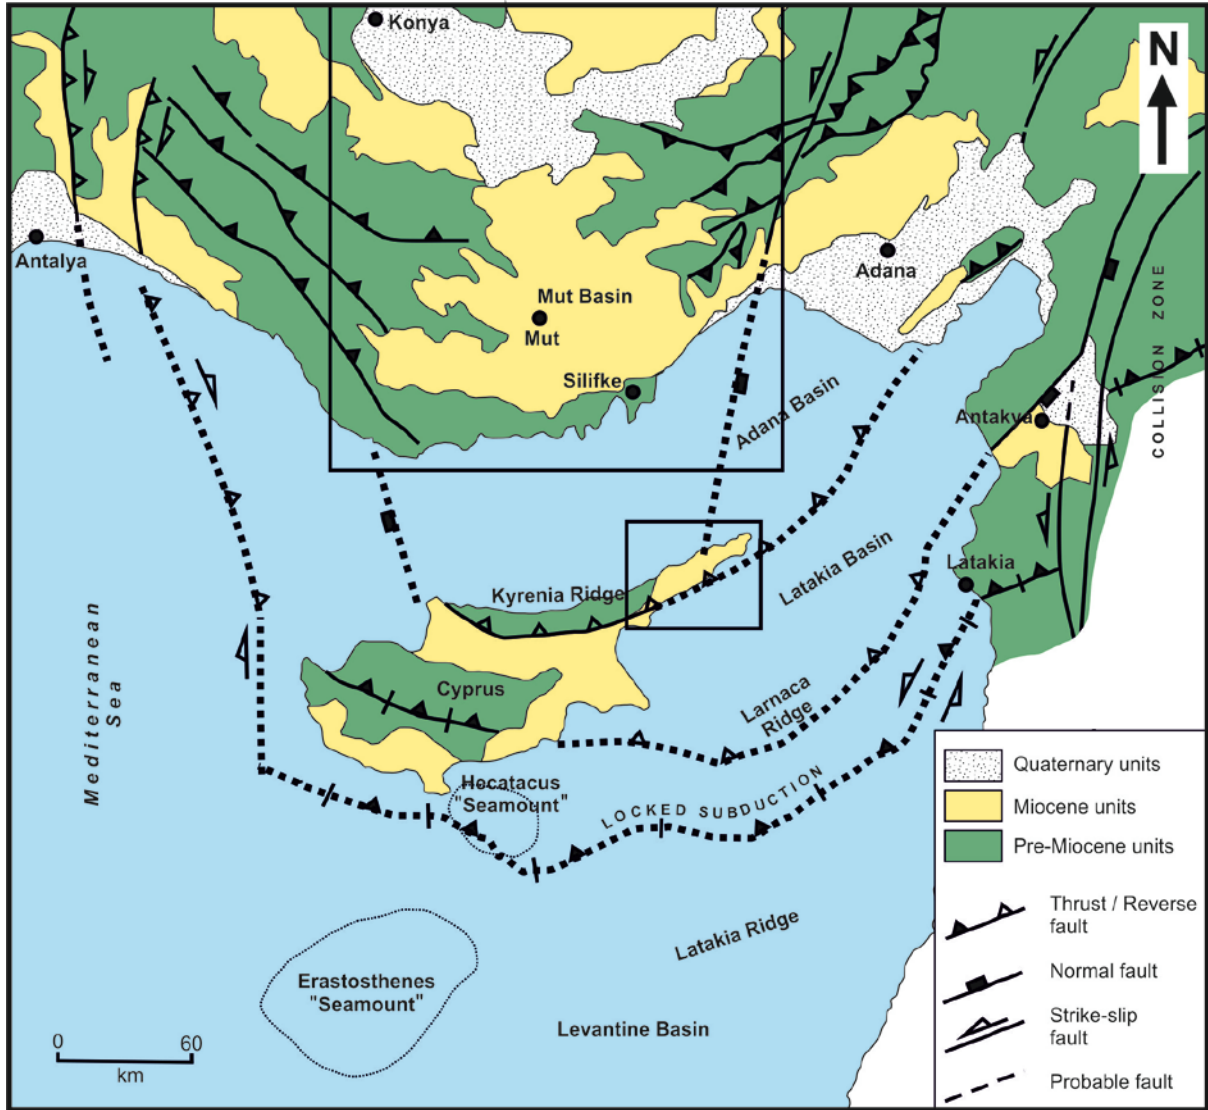 Konya
N
Antalya
Adana
Mut Basin
Mut
Silifke
Adana Basin
Antakya
COLLISION ZONE
Latakia
Latakia Basin
Kyrenia Ridge
Cyprus
Larnaca
Ridge
Mediterranean
Sea
Hecatacus
"Seamount"
LOCKED SUBDUCTION
Latakia Ridge
Erastosthenes
"Seamount"
Levantine Basin
0 60
km
Quaternary units
Miocene units
Pre-Miocene units
Thrust / Reverse
fault
Normal fault
Strike-slip
fault
Probable fault